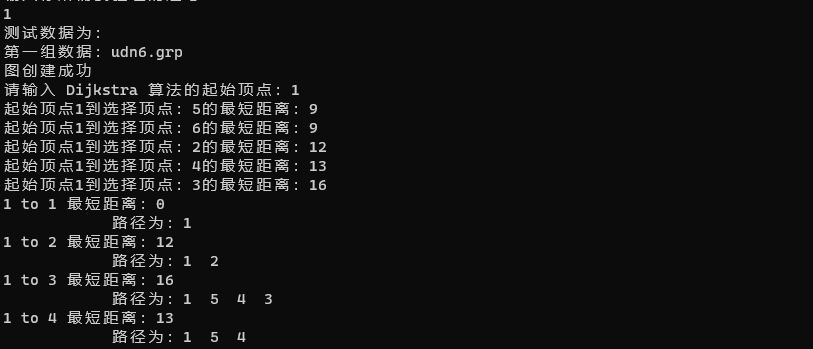 1
测试数据为:
第一组数据: udn6.grp
图创建成功
请输入 Dijkstra 算法的起始顶点: 1
起始顶点1到选择顶点: 5的最短距离: 9
起始顶点1到选择顶点: 6的最短距离: 9
起始顶点1到选择顶点: 2的最短距离: 12
起始顶点1到选择顶点: 4的最短距离: 13
起始顶点1到选择顶点: 3的最短距离: 16
1 to 1 最短距离: 0
路径为: 1
1 to 2 最短距离: 12
路径为: 1 2
1 to 3 最短距离: 16
路径为: 1 5 4 3
1 to 4 最短距离: 13
路径为: 1 5 4